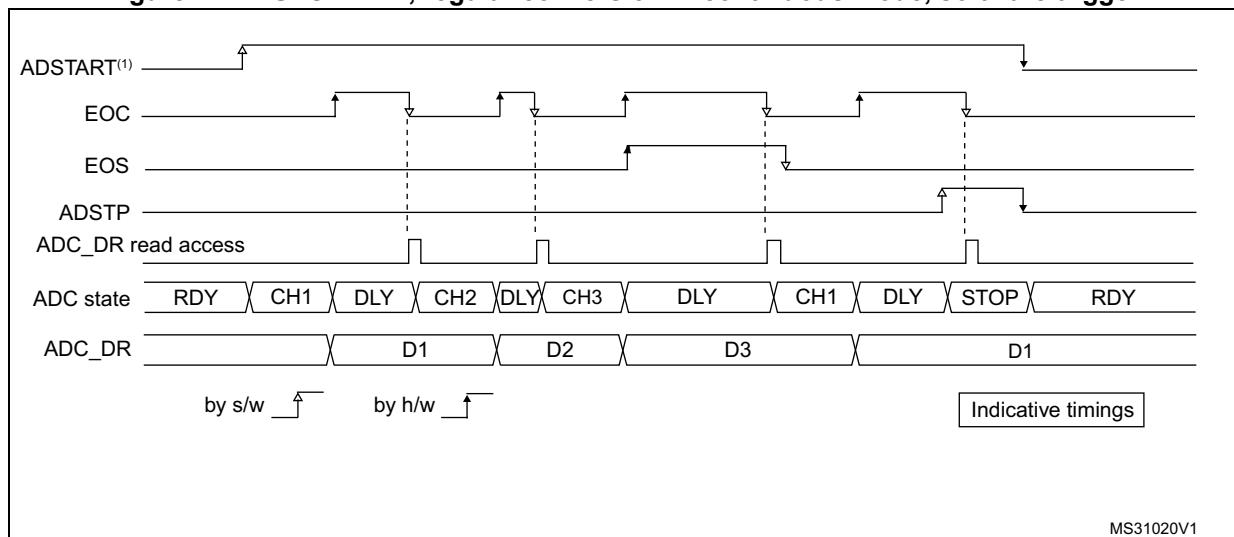 ADSTART(1)
EOC
EOS
ADSTP
ADC_DR read access
ADC state RDY CH1 DLY CH2 DLY CH3 DLY CH1 DLY STOP RDY
ADC_DR D1 D2 D3 D1
by s/w by h/w Indicative timings
MS31020V1